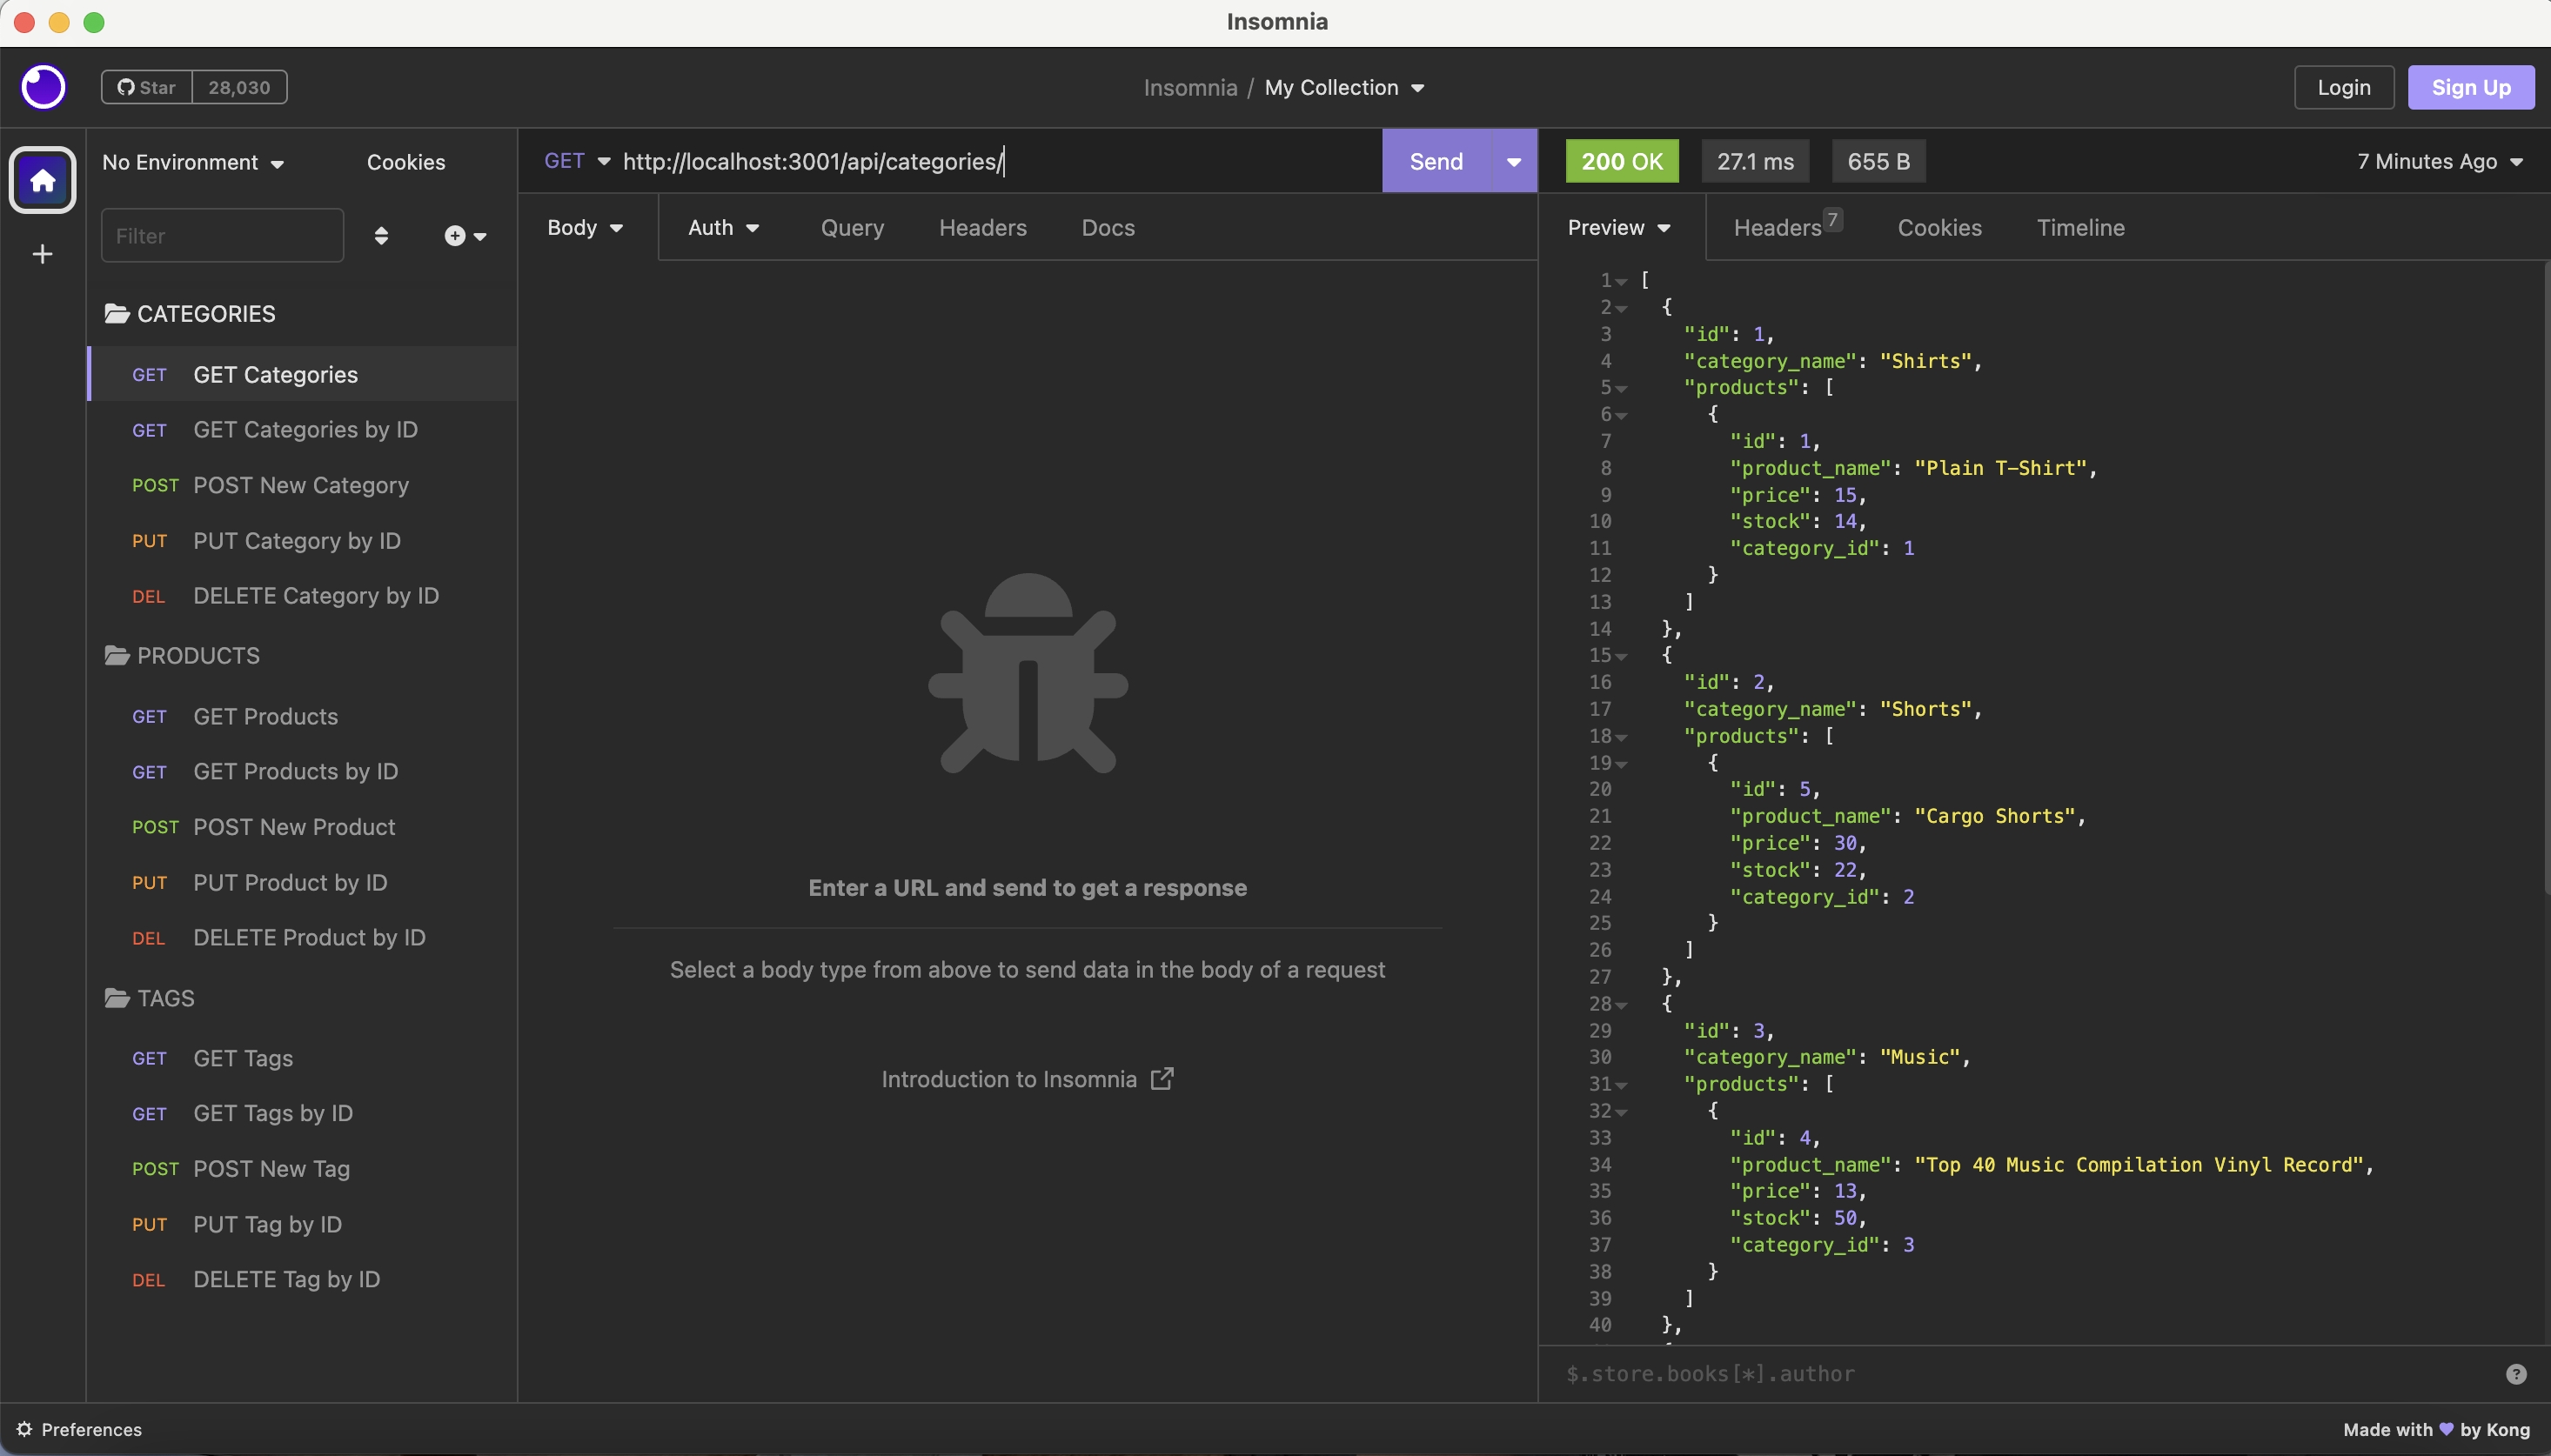 Insomnia
Star 28,030
Insomnia / My Collection
Login
Sign Up
No Environment
Cookies
Filter
CATEGORIES
GET GET Categories
GET GET Categories by ID
POST POST New Category
PUT PUT Category by ID
DEL DELETE Category by ID
PRODUCTS
GET GET Products
GET GET Products by ID
POST POST New Product
PUT PUT Product by ID
DEL DELETE Product by ID
TAGS
GET GET Tags
GET GET Tags by ID
POST POST New Tag
PUT PUT Tag by ID
DEL DELETE Tag by ID
GET http://localhost:3001/api/categories/
Send
Body Auth Query Headers Docs
Enter a URL and send to get a response
Select a body type from above to send data in the body of a request
Introduction to Insomnia
200 OK 27.1 ms 655 B 7 Minutes Ago
Preview Headers 7 Cookies Timeline
1 [
2 {
3 "id": 1,
4 "category_name": "Shirts",
5 "products": [
6 {
7 "id": 1,
8 "product_name": "Plain T-Shirt",
9 "price": 15,
10 "stock": 14,
11 "category_id": 1
12 }
13 ]
14 },
15 {
16 "id": 2,
17 "category_name": "Shorts",
18 "products": [
19 {
20 "id": 5,
21 "product_name": "Cargo Shorts",
22 "price": 30,
23 "stock": 22,
24 "category_id": 2
25 }
26 ]
27 },
28 {
29 "id": 3,
30 "category_name": "Music",
31 "products": [
32 {
33 "id": 4,
34 "product_name": "Top 40 Music Compilation Vinyl Record",
35 "price": 13,
36 "stock": 50,
37 "category_id": 3
38 }
39 ]
40 },
$.store.books[*].author
?
Preferences
Made with 💜 by Kong